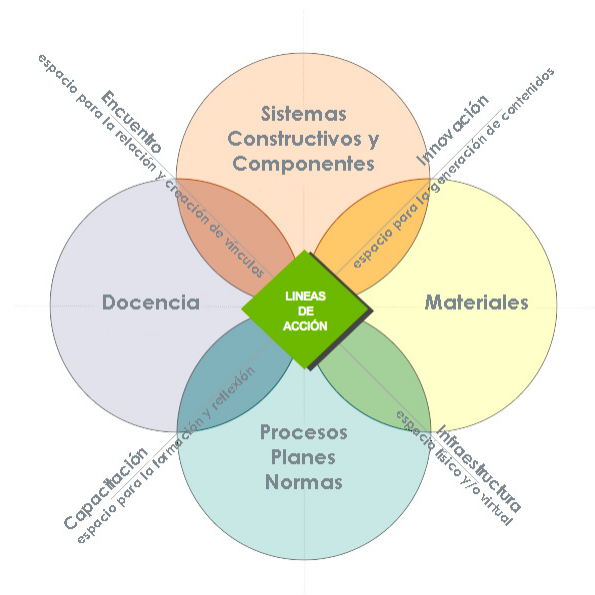 Encuentro
espacio para la relación y creación de vínculos
Innovación
espacio para la generación de contenidos
Sistemas
Constructivos y
Componentes
Docencia
LINEAS
DE
ACCIÓN
Materiales
Procesos
Planes
Normas
Capacitación
espacio para la formación y reflexión
Infraestructura
espacio físico y/o virtual